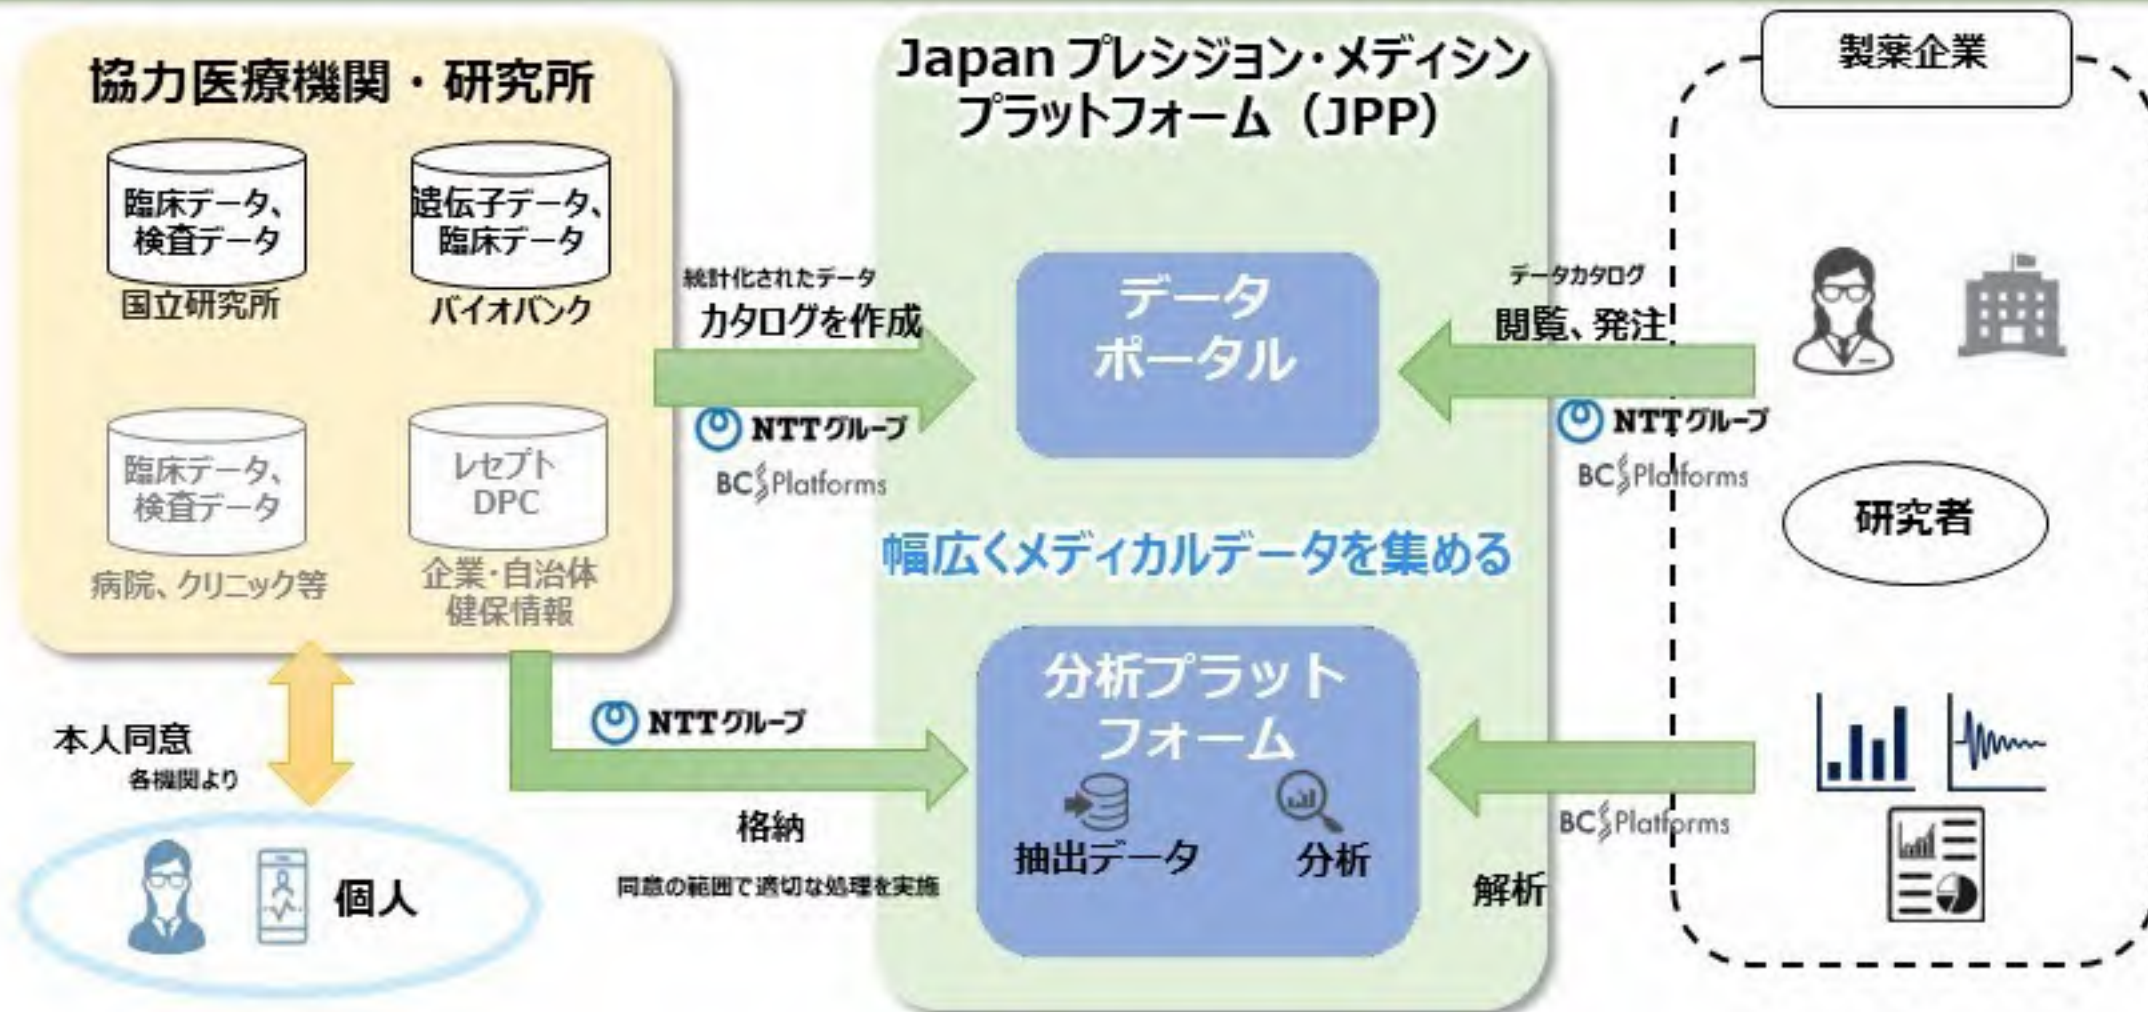 協力医療機関・研究所
臨床データ、
検査データ
国立研究所
遺伝子データ、
臨床データ
バイオバンク
臨床データ、
検査データ
病院、クリニック等
レセプト
DPC
企業・自治体
健保情報
本人同意
各機関より
個人
統計化されたデータ
カタログを作成
NTTグループ
BC Platforms
NTTグループ
格納
同意の範囲で適切な処理を実施
Japan プレシジョン・メディシン
プラットフォーム（JPP）
データ
ポータル
幅広くメディカルデータを集める
分析プラット
フォーム
抽出データ
分析
データカタログ
閲覧、発注
NTTグループ
BC Platforms
BC Platforms
解析
製薬企業
研究者